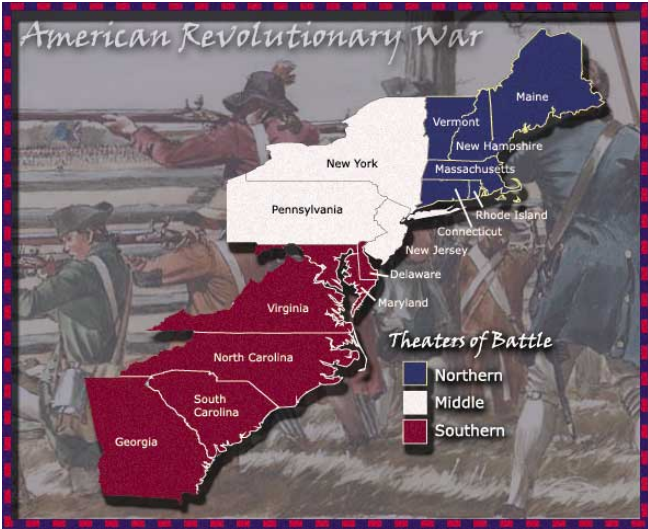 American Revolutionary War
Maine
Vermont
New Hampshire
New York
Massachusetts
Pennsylvania
Rhode Island
Connecticut
New Jersey
Delaware
Maryland
Virginia
Theaters of Battle
North Carolina
Northern
South
Carolina
Middle
Southern
Georgia